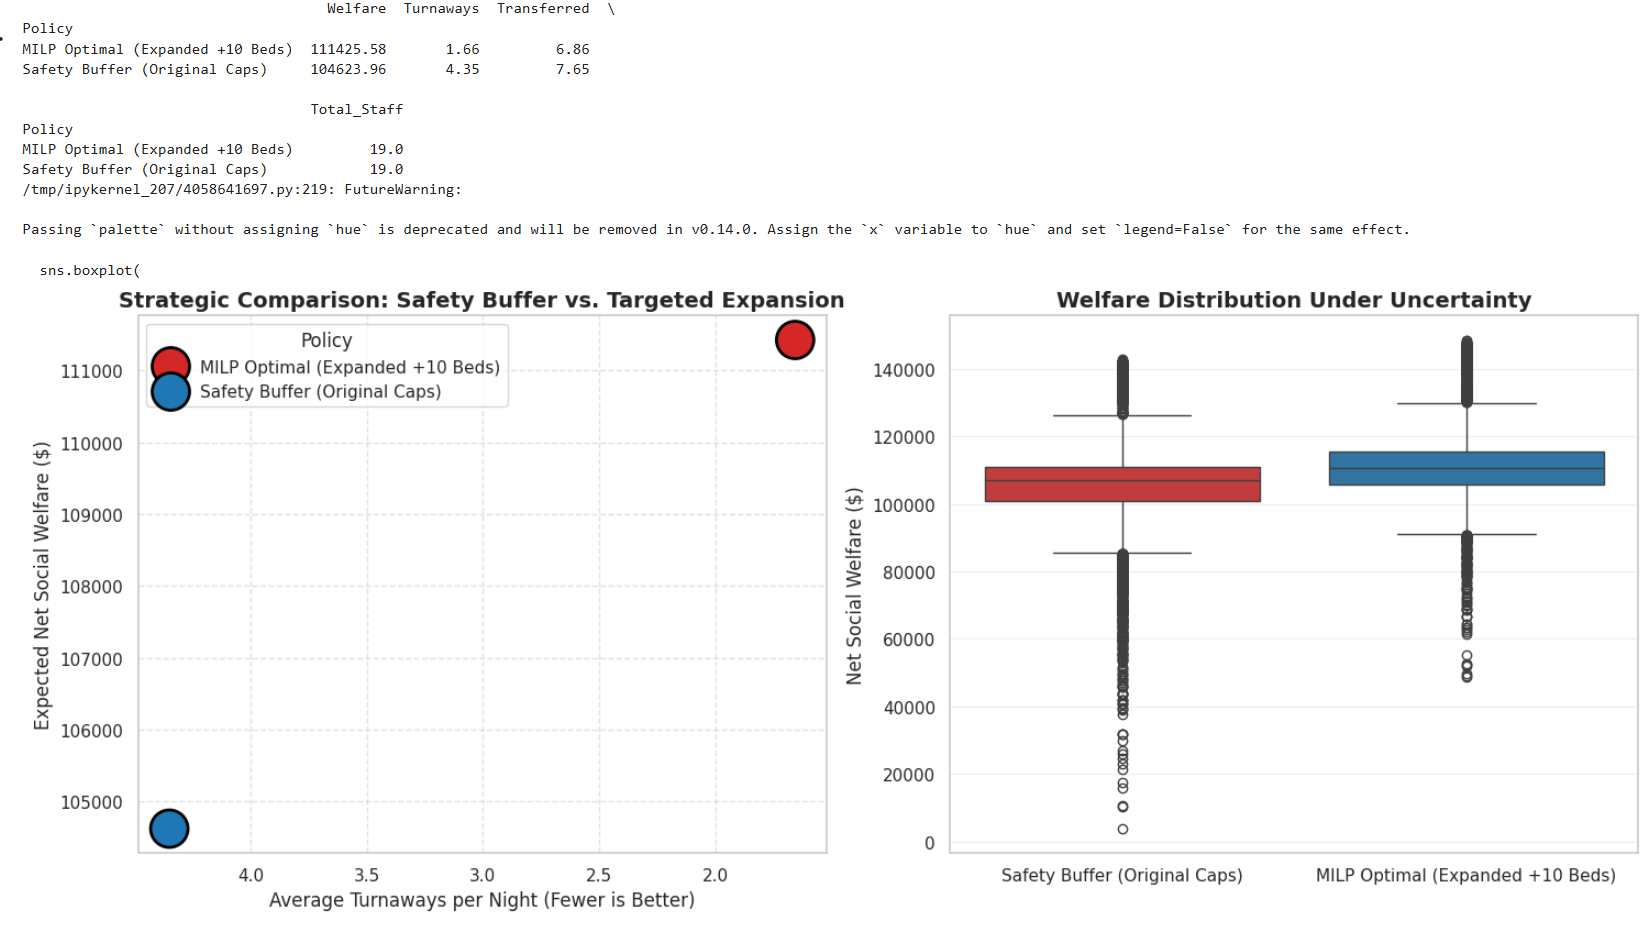 Welfare  Turnaways  Transferred  \
Policy
MILP Optimal (Expanded +10 Beds)  111425.58       1.66         6.86
Safety Buffer (Original Caps)     104623.96       4.35         7.65
Total_Staff
Policy
MILP Optimal (Expanded +10 Beds)         19.0
Safety Buffer (Original Caps)            19.0
/tmp/ipykernel_207/4058641697.py:219: FutureWarning:
Passing `palette` without assigning `hue` is deprecated and will be removed in v0.14.0. Assign the `x` variable to `hue` and set `legend=False` for the same effect.
sns.boxplot(
Strategic Comparison: Safety Buffer vs. Targeted Expansion
Policy
MILP Optimal (Expanded +10 Beds)
Safety Buffer (Original Caps)
Expected Net Social Welfare ($)
111000
110000
109000
108000
107000
106000
105000
4.0 3.5 3.0 2.5 2.0
Average Turnaways per Night (Fewer is Better)
Welfare Distribution Under Uncertainty
Net Social Welfare ($)
140000
120000
100000
80000
60000
40000
20000
0
Safety Buffer (Original Caps) MILP Optimal (Expanded +10 Beds)